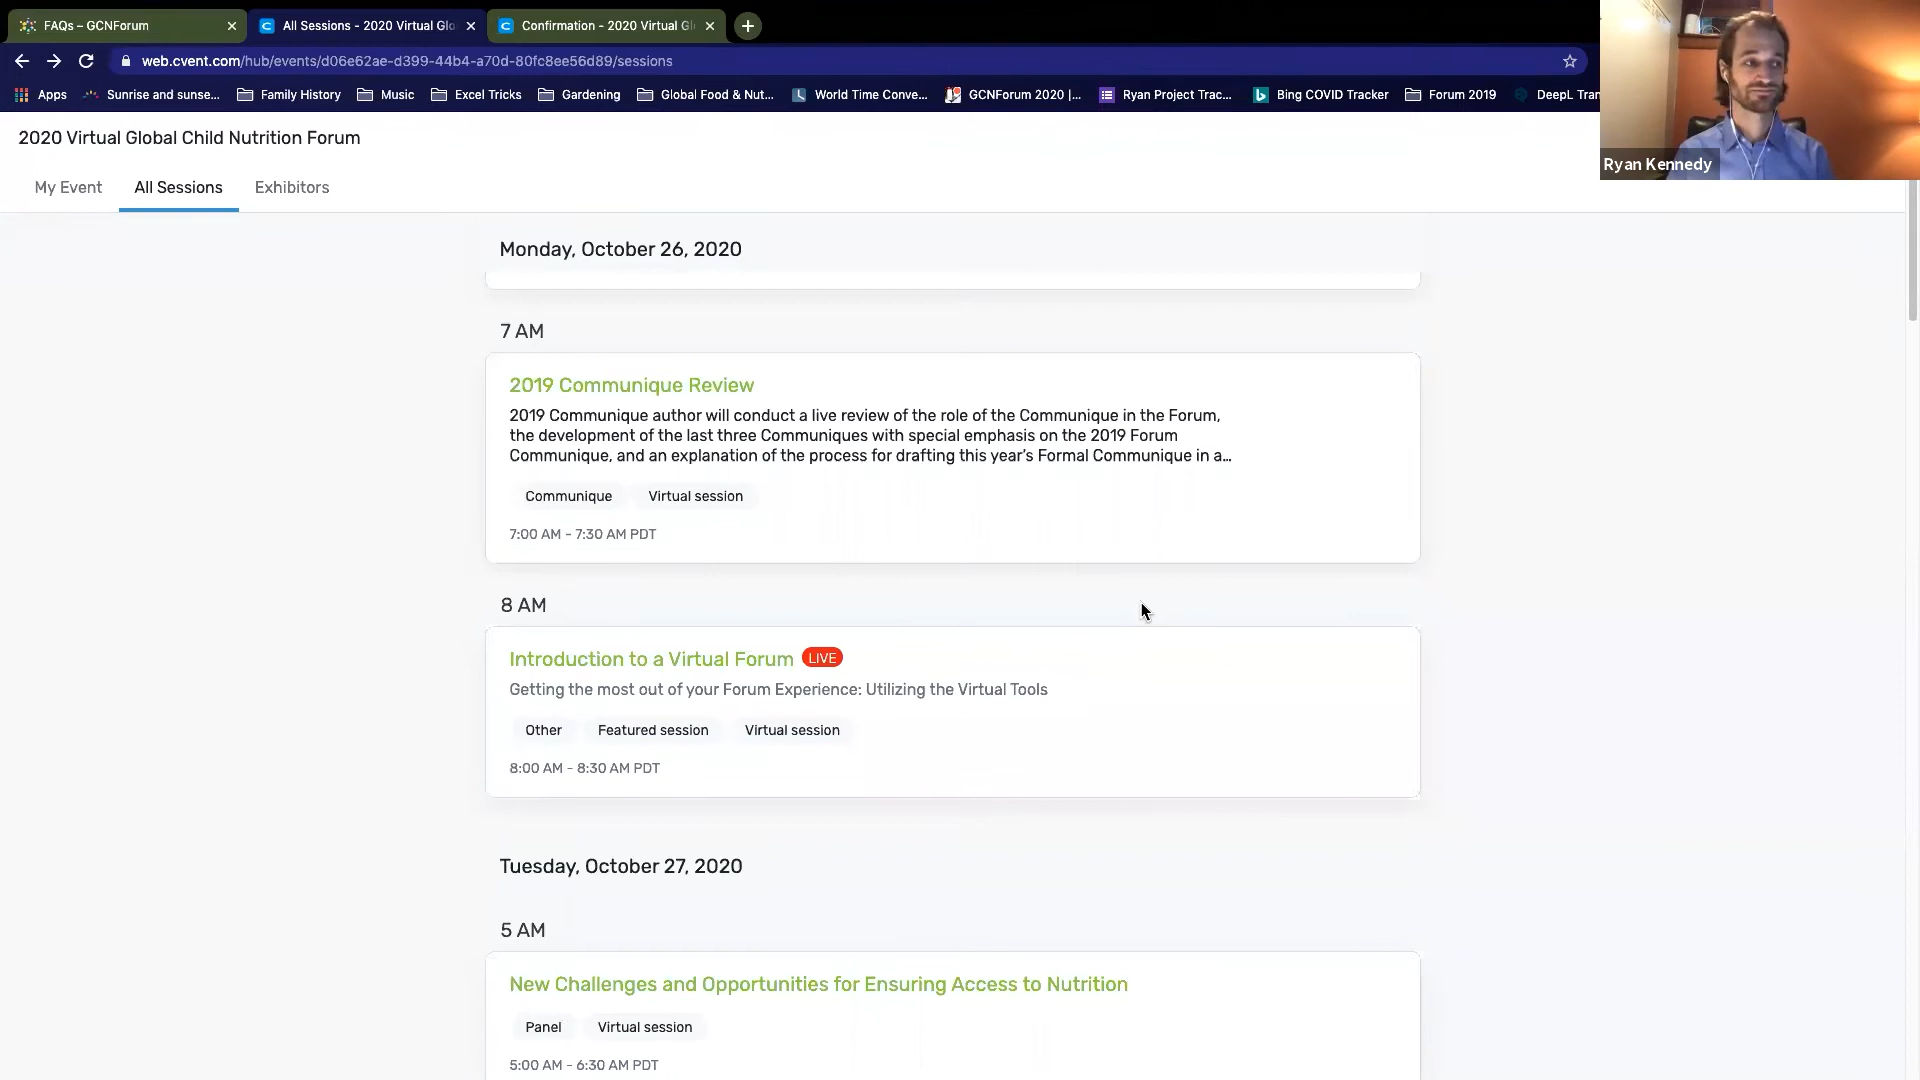 FAQs – GCNForum
All Sessions - 2020 Virtual Glo
Confirmation - 2020 Virtual Gl
web.cvent.com/hub/events/d06e62ae-d399-44b4-a70d-80fc8ee56d89/sessions
Apps
Sunrise and sunse...
Family History
Music
Excel Tricks
Gardening
Global Food & Nut...
World Time Conve...
GCNForum 2020 |...
Ryan Project Trac...
Bing COVID Tracker
Forum 2019
DeepL Tran
Ryan Kennedy
2020 Virtual Global Child Nutrition Forum
My Event
All Sessions
Exhibitors
Monday, October 26, 2020
7 AM
2019 Communique Review
2019 Communique author will conduct a live review of the role of the Communique in the Forum,
the development of the last three Communiques with special emphasis on the 2019 Forum
Communique, and an explanation of the process for drafting this year's Formal Communique in a...
Communique
Virtual session
7:00 AM - 7:30 AM PDT
8 AM
Introduction to a Virtual Forum LIVE
Getting the most out of your Forum Experience: Utilizing the Virtual Tools
Other
Featured session
Virtual session
8:00 AM - 8:30 AM PDT
Tuesday, October 27, 2020
5 AM
New Challenges and Opportunities for Ensuring Access to Nutrition
Panel
Virtual session
5:00 AM - 6:30 AM PDT